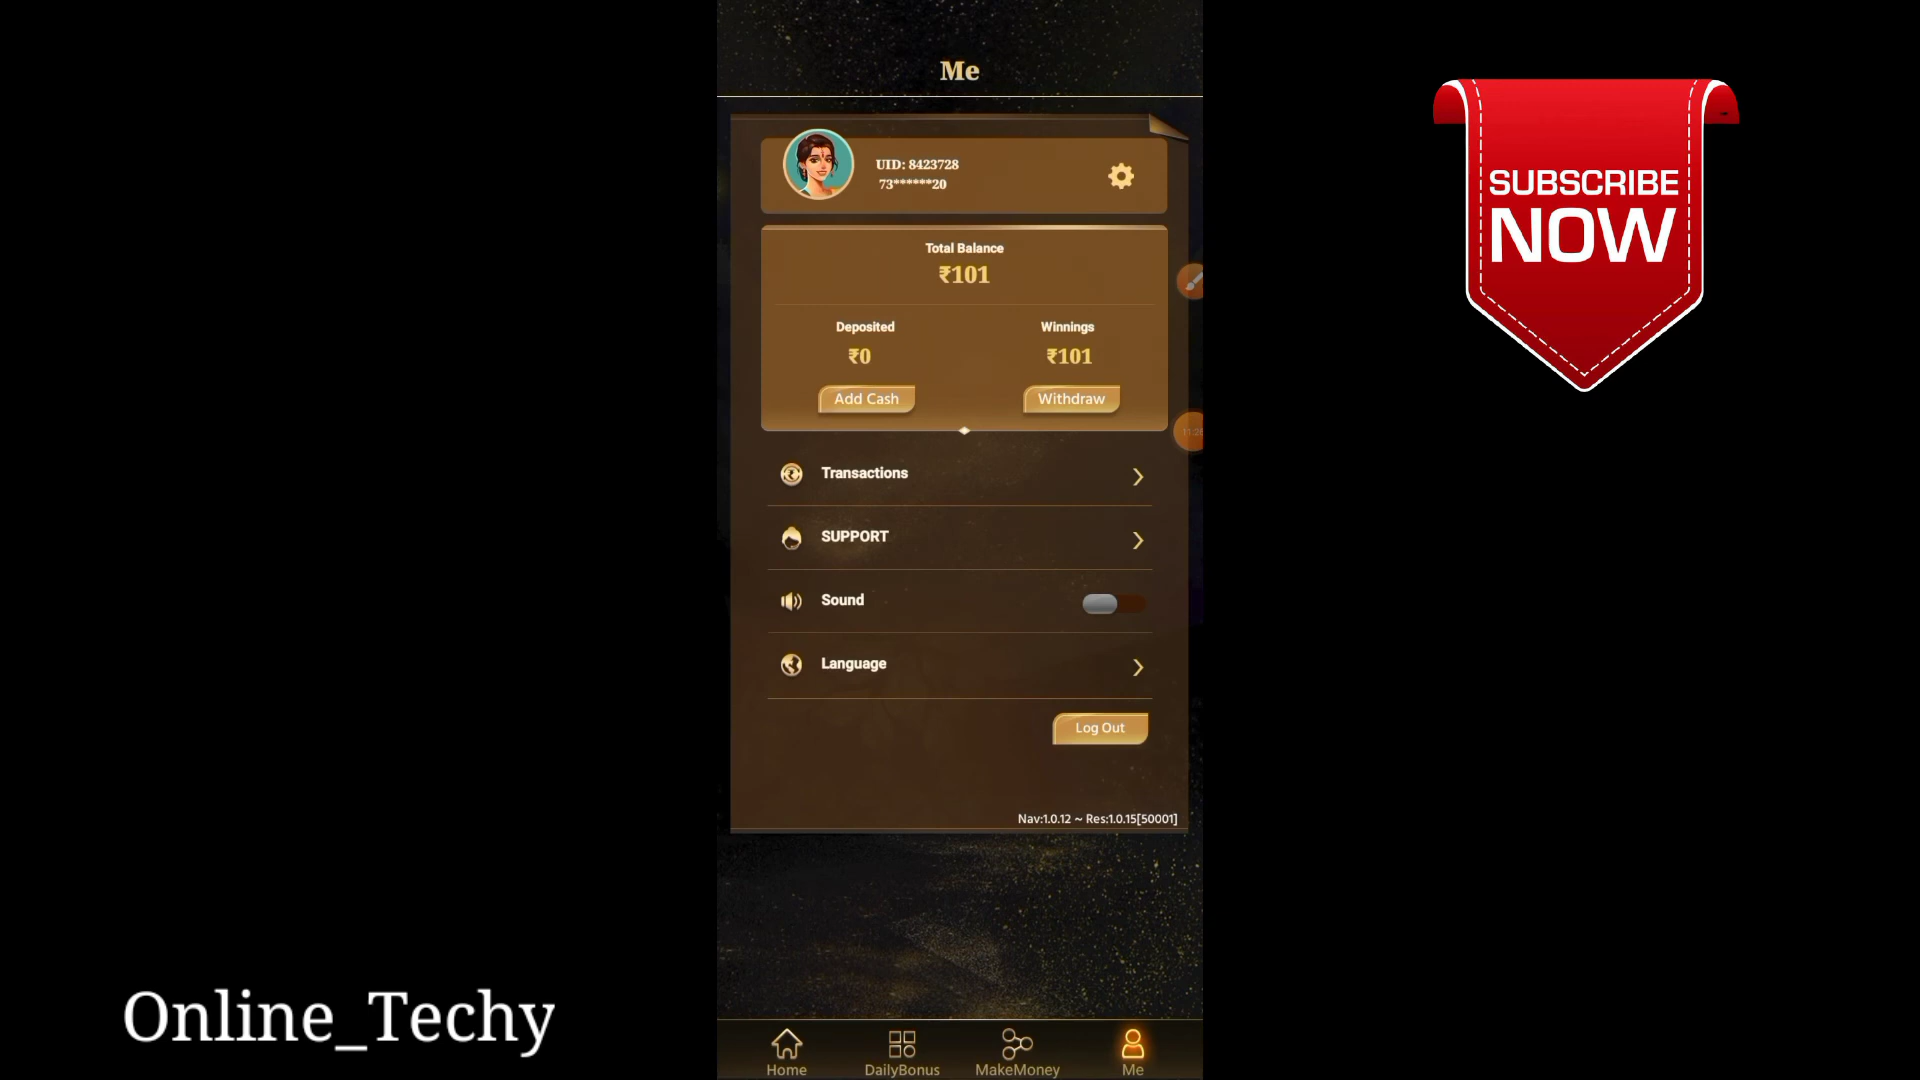 Me
UID: 8423728
73******20
Total Balance
₹101
Deposited
₹0
Winnings
₹101
Add Cash
Withdraw
Transactions
SUPPORT
Sound
Language
Log Out
Nav:1.0.12 ~ Res:1.0.15[50001]
Home
DailyBonus
MakeMoney
Me
SUBSCRIBE
NOW
Online_Techy